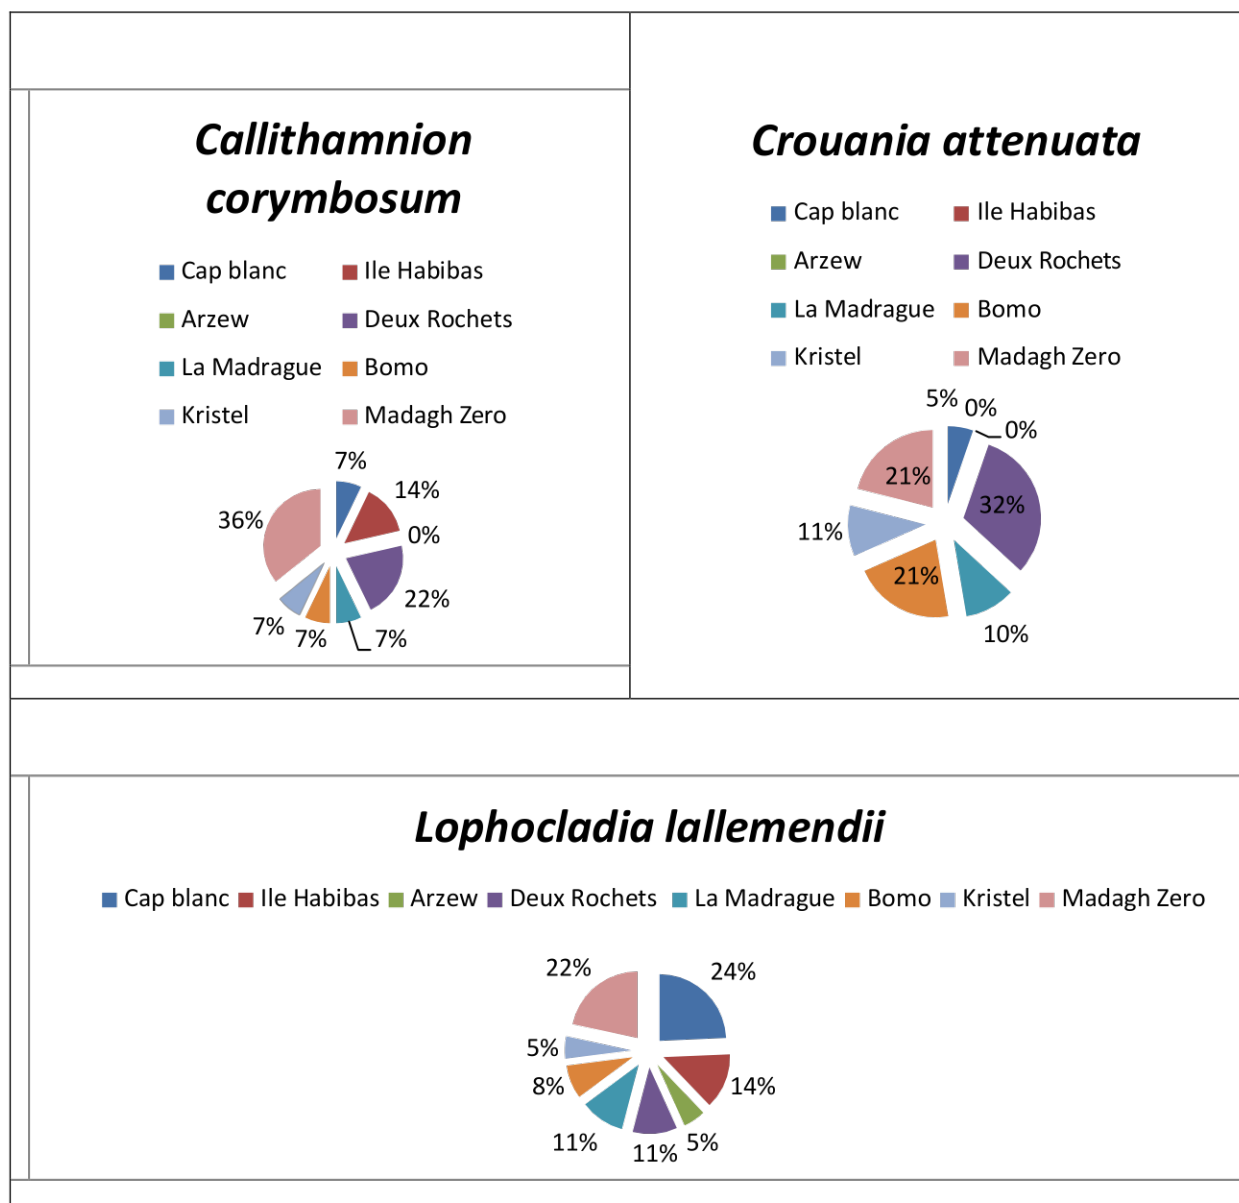 Callithamnion
corymbosum
Cap blanc Ile Habibas
Arzew Deux Rochets
La Madrague Bomo
Kristel Madagh Zero
7%
14%
0%
22%
7%
7%
7%
36%
Crouania attenuata
Cap blanc Ile Habibas
Arzew Deux Rochets
La Madrague Bomo
Kristel Madagh Zero
5%
0%
0%
32%
10%
21%
11%
21%
Lophocladia lallemendii
Cap blanc Ile Habibas Arzew Deux Rochets La Madrague Bomo Kristel Madagh Zero
24%
14%
5%
11%
11%
8%
5%
22%